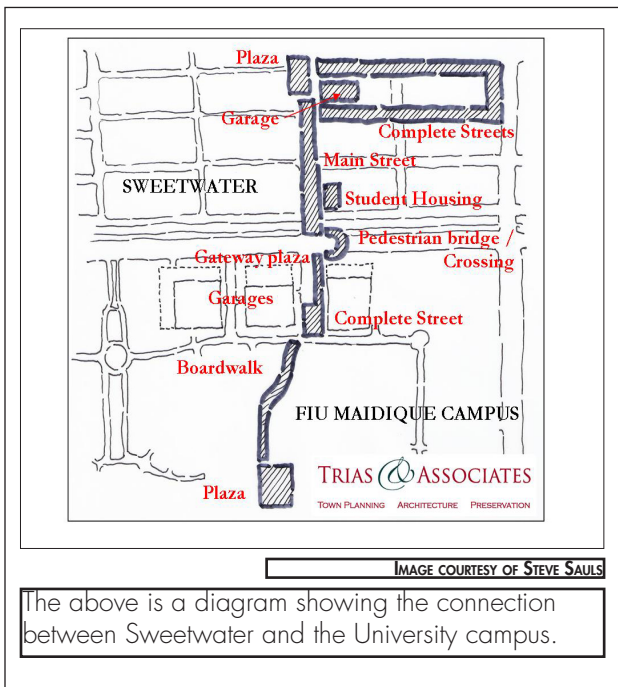 Plaza
Garage
Complete Streets
Main Street
SWEETWATER
Student Housing
Pedestrian bridge /
Crossing
Gateway plaza
Garages
Complete Street
Boardwalk
FIU MAIDIQUE CAMPUS
Plaza
TRIAS & ASSOCIATES
TOWN PLANNING ARCHITECTURE PRESERVATION
IMAGE COURTESY OF STEVE SAULS
The above is a diagram showing the connection
between Sweetwater and the University campus.